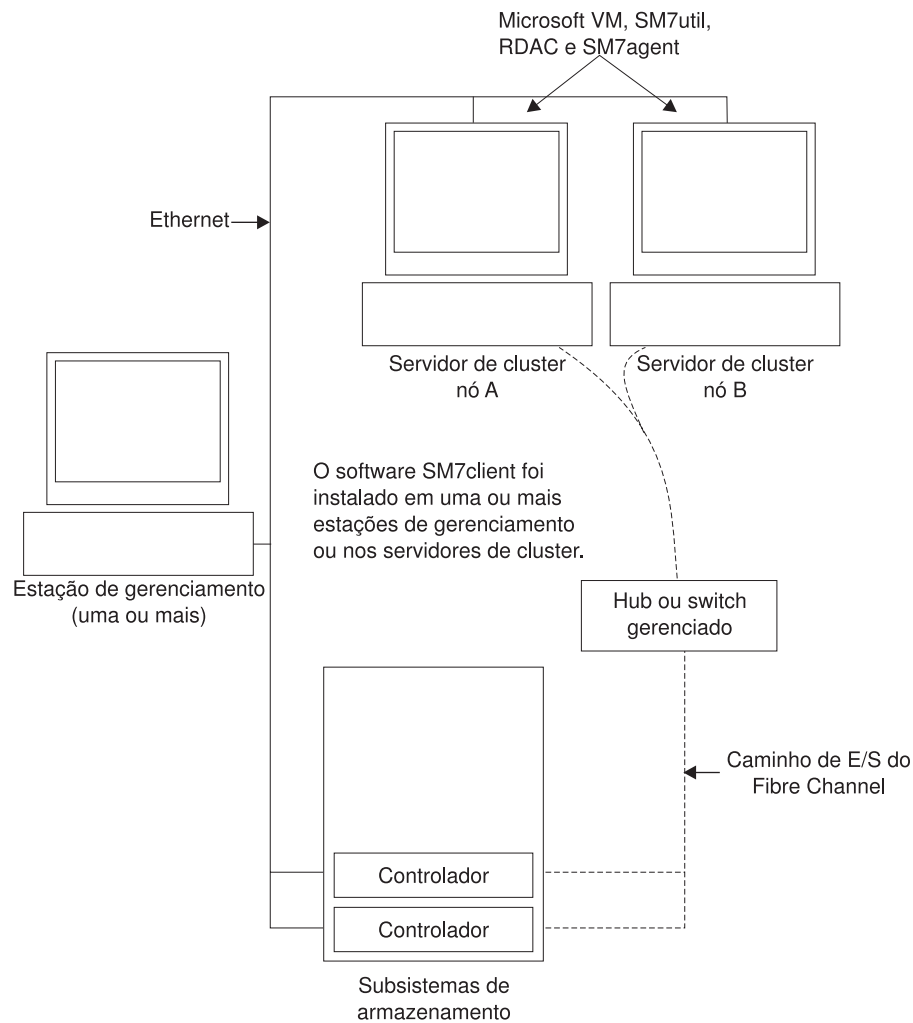 Microsoft VM, SM7util,
RDAC e SM7agent
Ethernet
Servidor de cluster
nó A
Servidor de cluster
nó B
O software SM7client foi
instalado em uma ou mais
estações de gerenciamento
ou nos servidores de cluster.
Estação de gerenciamento
(uma ou mais)
Hub ou switch
gerenciado
Caminho de E/S do
Fibre Channel
Controlador
Controlador
Subsistemas de
armazenamento